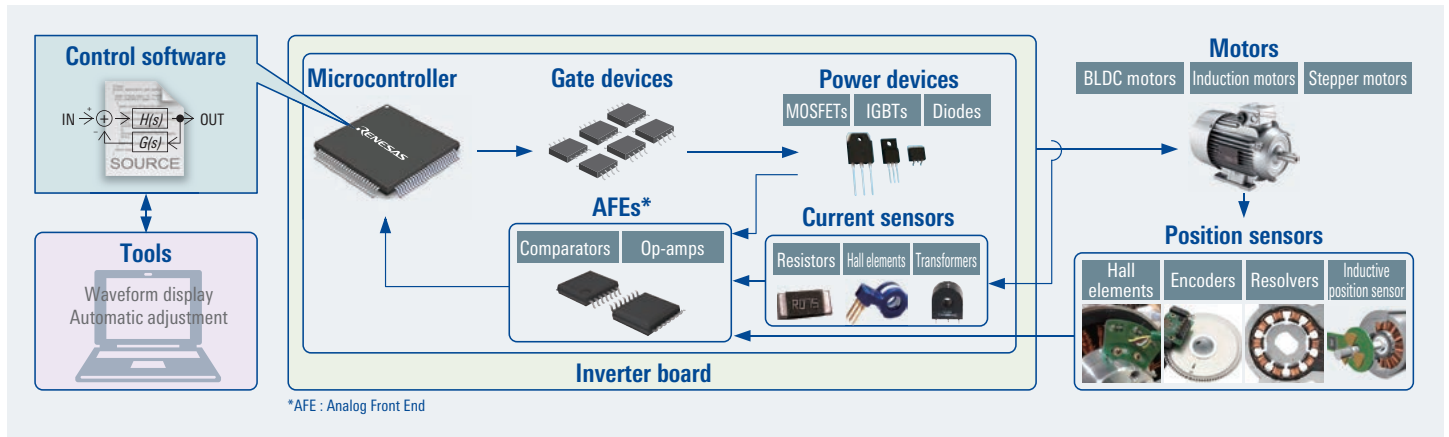 Control software
IN
+
-
H(s)
G(s)
OUT
SOURCE
Tools
Waveform display
Automatic adjustment
Microcontroller
RENESAS
Gate devices
Power devices
MOSFETs
IGBTs
Diodes
AFEs*
Comparators
Op-amps
Current sensors
Resistors
Hall elements
Transformers
R075
Inverter board
*AFE : Analog Front End
Motors
BLDC motors
Induction motors
Stepper motors
Position sensors
Hall
elements
Encoders
Resolvers
Inductive
position sensor